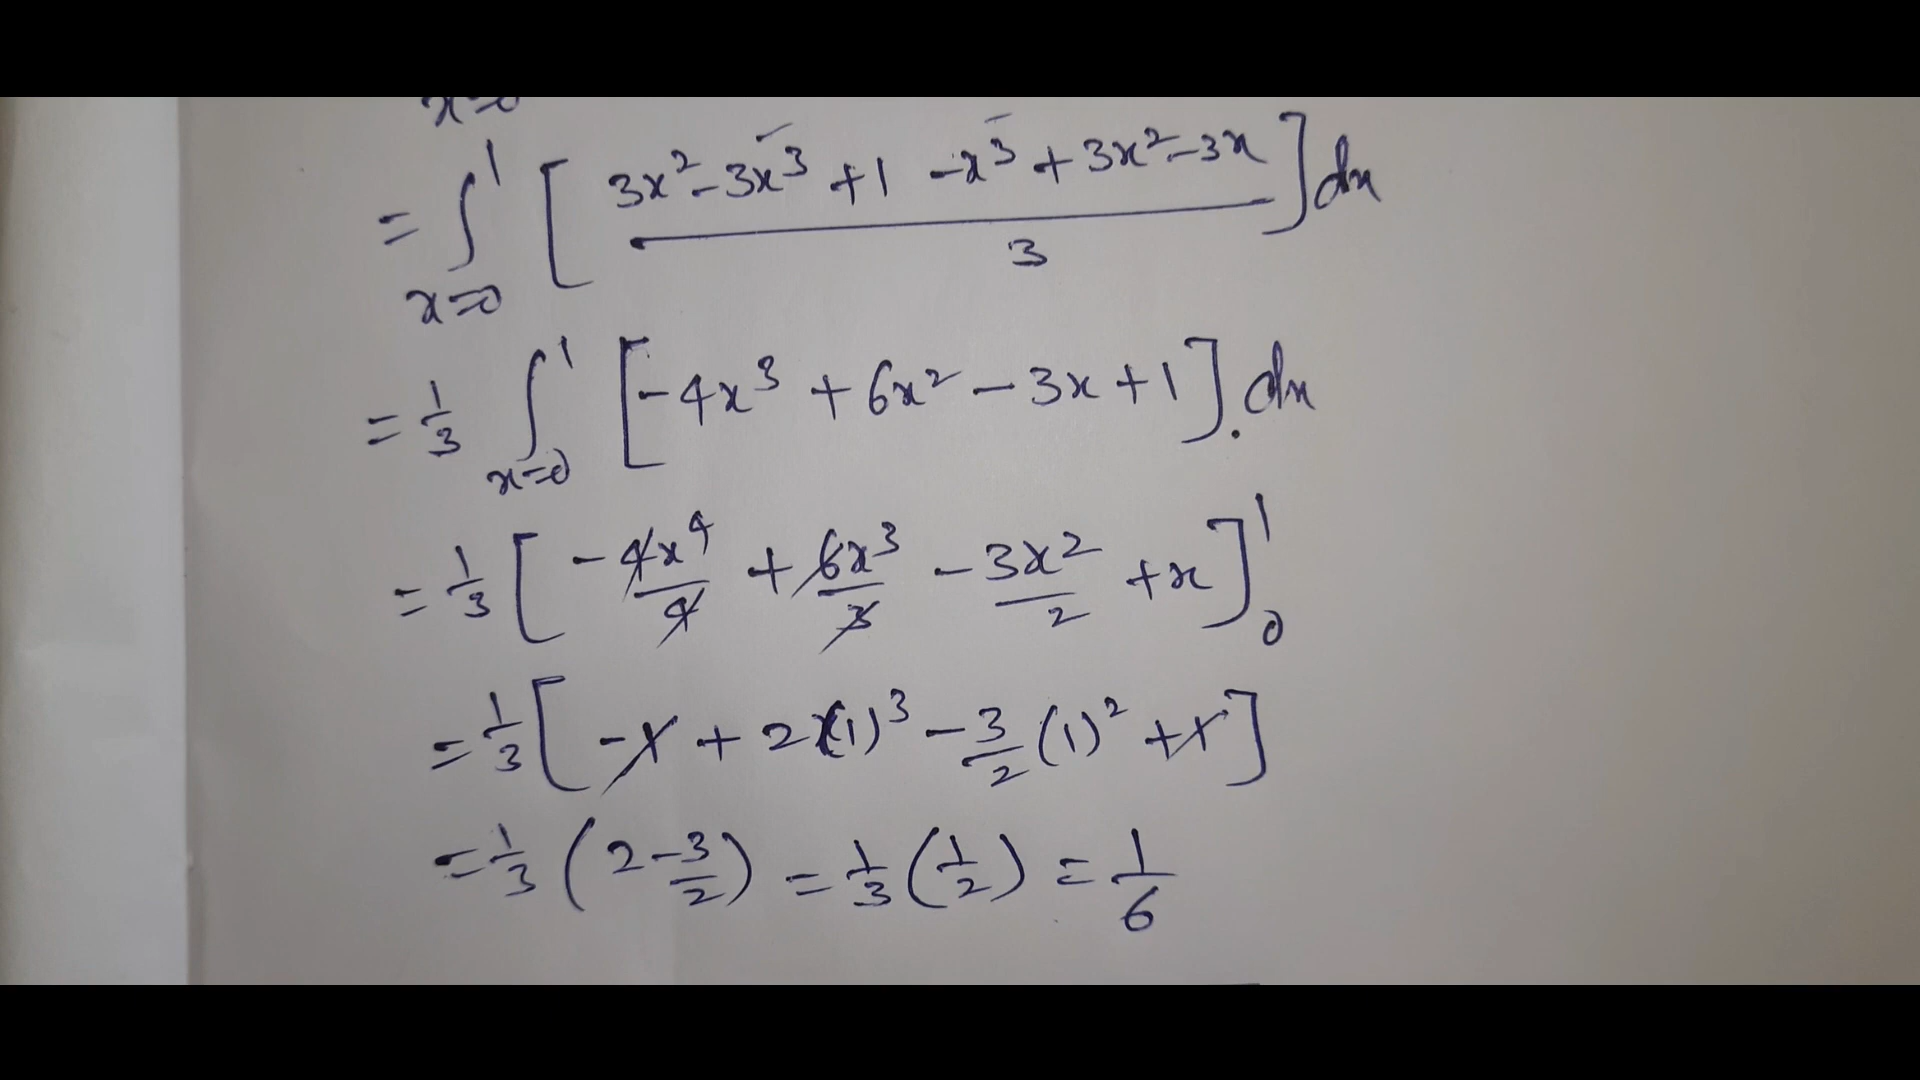 x=0
= ∫_{x=0}^{1} [ (3x² - 3x³ + 1 - x³ + 3x² - 3x) / 3 ] dx
= 1/3 ∫_{x=0}^{1} [ -4x³ + 6x² - 3x + 1 ]. dx
= 1/3 [ -4x⁴/4 + 6x³/3 - 3x²/2 + x ]_0^1
= 1/3 [ -1 + 2(1)³ - 3/2 (1)² + 1 ]
= 1/3 ( 2 - 3/2 ) = 1/3 ( 1/2 ) = 1/6